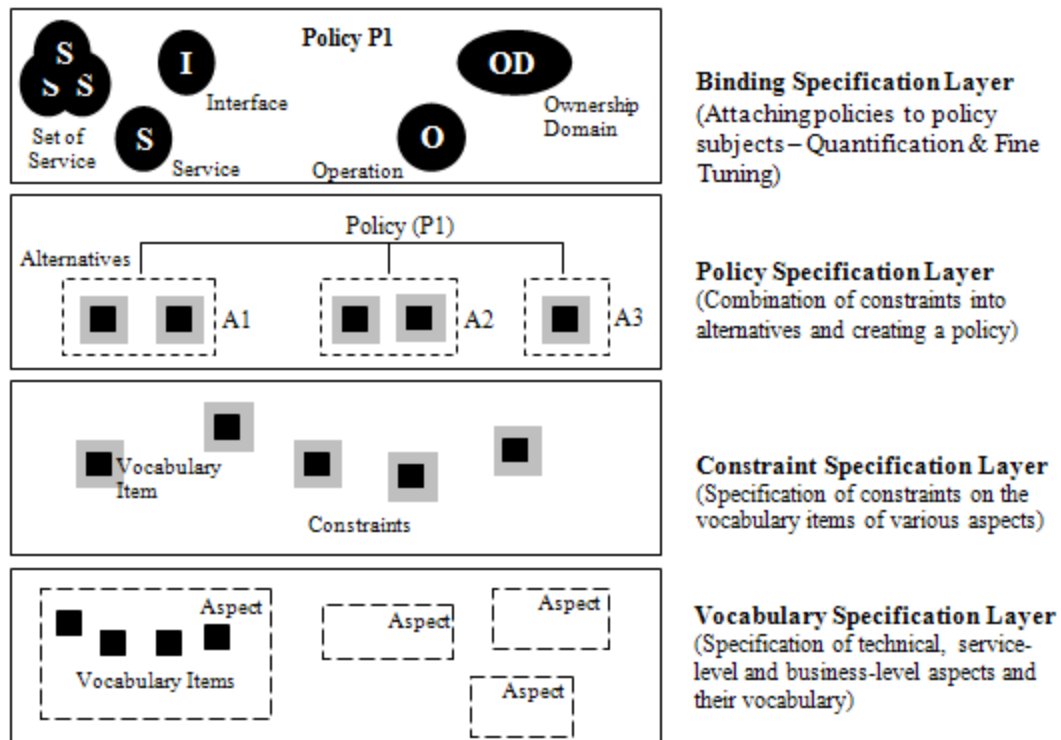 Policy P1
S
S S
I
OD
Interface
Ownership
Domain
Set of
Service
S
Service
O
Operation
Binding Specification Layer
(Attaching policies to policy
subjects – Quantification & Fine
Tuning)
Policy (P1)
Alternatives
A1
A2
A3
Policy Specification Layer
(Combination of constraints into
alternatives and creating a policy)
Vocabulary
Item
Constraints
Constraint Specification Layer
(Specification of constraints on the
vocabulary items of various aspects)
Aspect
Vocabulary Items
Aspect
Aspect
Aspect
Vocabulary Specification Layer
(Specification of technical, service-
level and business-level aspects and
their vocabulary)